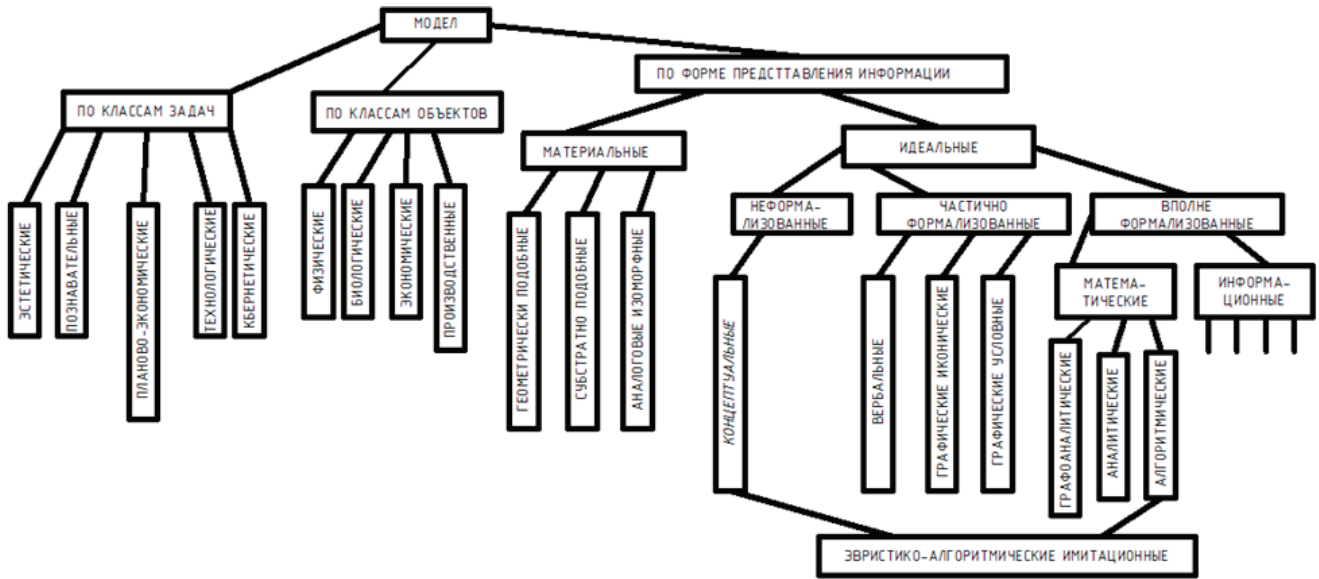 МОДЕЛ
ПО ФОРМЕ ПРЕДСТТАВЛЕНИЯ ИНФОРМАЦИИ
ПО КЛАССАМ ЗАДАЧ
ПО КЛАССАМ ОБЪЕКТОВ
МАТЕРИАЛЬНЫЕ
ИДЕАЛЬНЫЕ
НЕФОРМА-
ЛИЗОВАННЫЕ
ЧАСТИЧНО
ФОРМАЛИЗОВАННЫЕ
ВПОЛНЕ
ФОРМАЛИЗОВАННЫЕ
МАТЕМА-
ТИЧЕСКИЕ
ИНФОРМА-
ЦИОННЫЕ
ЭСТЕТИЧЕСКИЕ
ПОЗНАВАТЕЛЬНЫЕ
ПЛАНОВО-ЭКОНОМИЧЕСКИЕ
ТЕХНОЛОГИЧЕСКИЕ
КБЕРНЕТИЧЕСКИЕ
ФИЗИЧЕСКИЕ
БИОЛОГИЧЕСКИЕ
ЭКОНОМИЧЕСКИЕ
ПРОИЗВОДСТВЕННЫЕ
ГЕОМЕТРИЧЕСКИ ПОДОБНЫЕ
СУБСТРАТНО ПОДОБНЫЕ
АНАЛОГОВЫЕ ИЗОМОРФНЫЕ
КОНЦЕПТУАЛЬНЫЕ
ВЕРБАЛЬНЫЕ
ГРАФИЧЕСКИЕ ИКОНИЧЕСКИЕ
ГРАФИЧЕСКИЕ УСЛОВНЫЕ
ГРАФОАНАЛИТИЧЕСКИЕ
АНАЛИТИЧЕСКИЕ
АЛГОРИТМИЧЕСКИЕ
ЭВРИСТИКО-АЛГОРИТМИЧЕСКИЕ ИМИТАЦИОННЫЕ